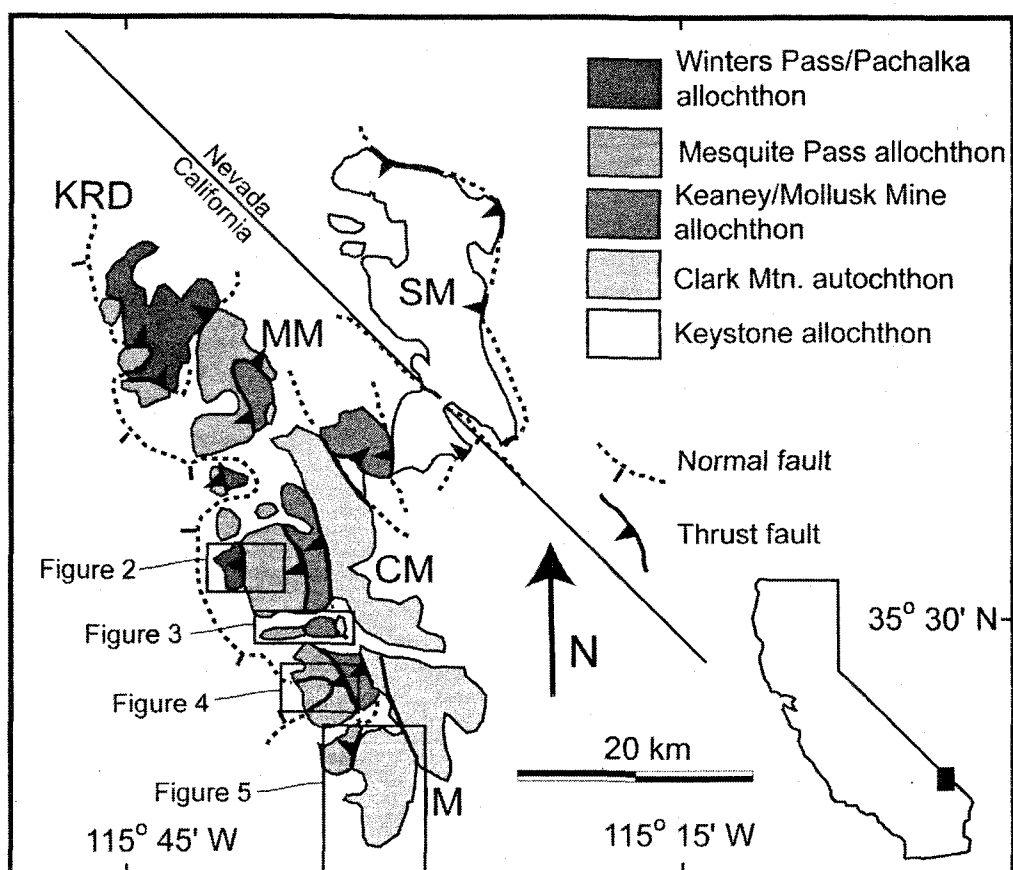 Winters Pass/Pachalka
allochthon
Mesquite Pass allochthon
Keaney/Mollusk Mine
allochthon
Clark Mtn. autochthon
Keystone allochthon
Nevada
California
KRD
SM
MM
Normal fault
Thrust fault
Figure 2
CM
Figure 3
N
35° 30' N
Figure 4
20 km
Figure 5
M
115° 45' W
115° 15' W